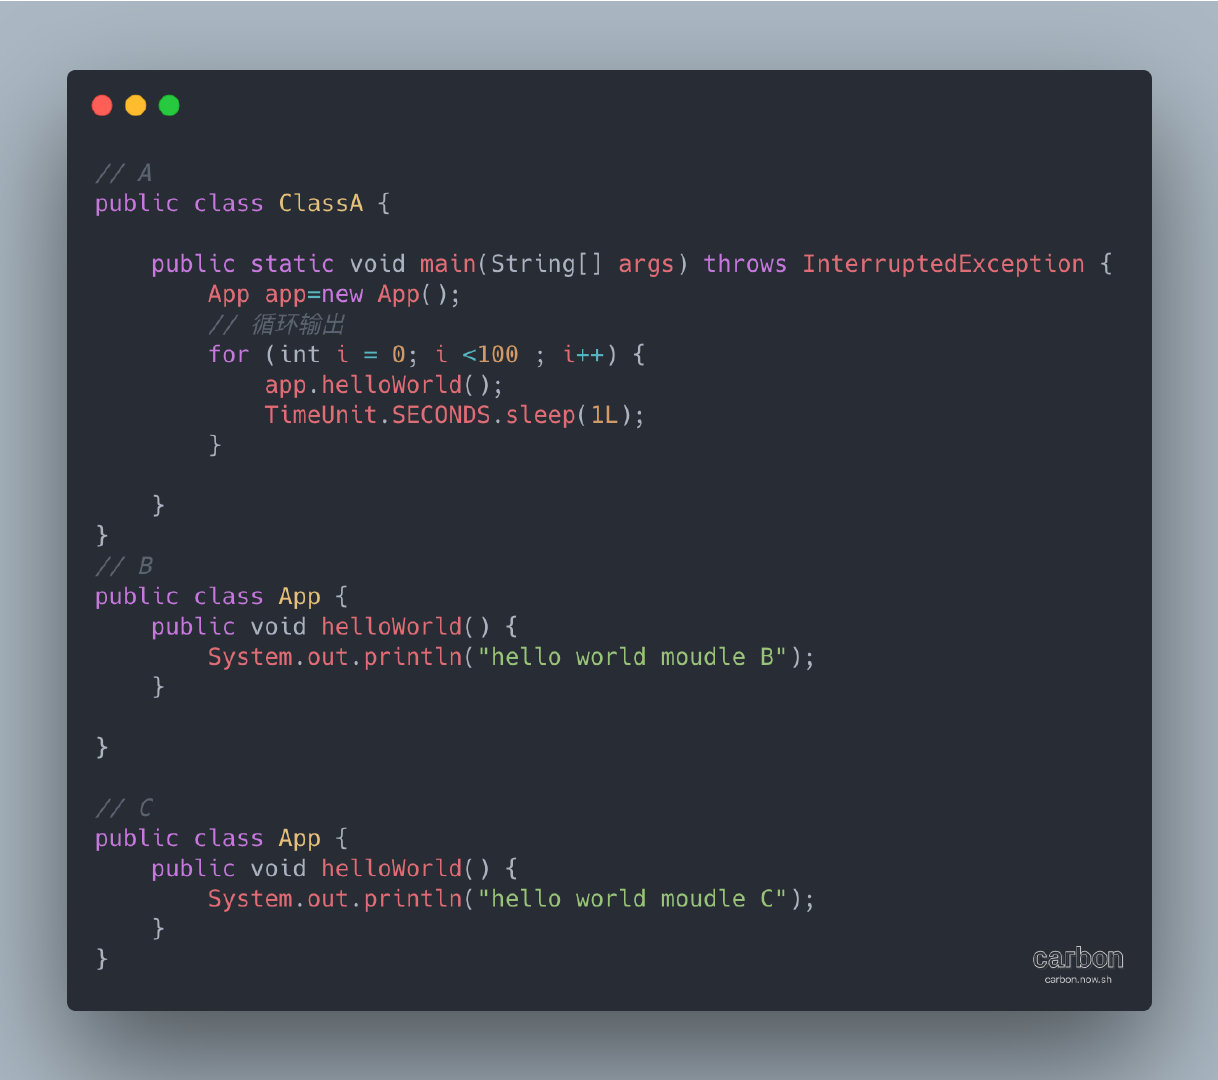 // A
public class ClassA {
    public static void main(String[] args) throws InterruptedException {
        App app=new App();
        // 循环输出
        for (int i = 0; i <100 ; i++) {
            app.helloWorld();
            TimeUnit.SECONDS.sleep(1L);
        }
    }
}
// B
public class App {
    public void helloWorld() {
        System.out.println("hello world moudle B");
    }
}
// C
public class App {
    public void helloWorld() {
        System.out.println("hello world moudle C");
    }
}
carbon
carbon.now.sh